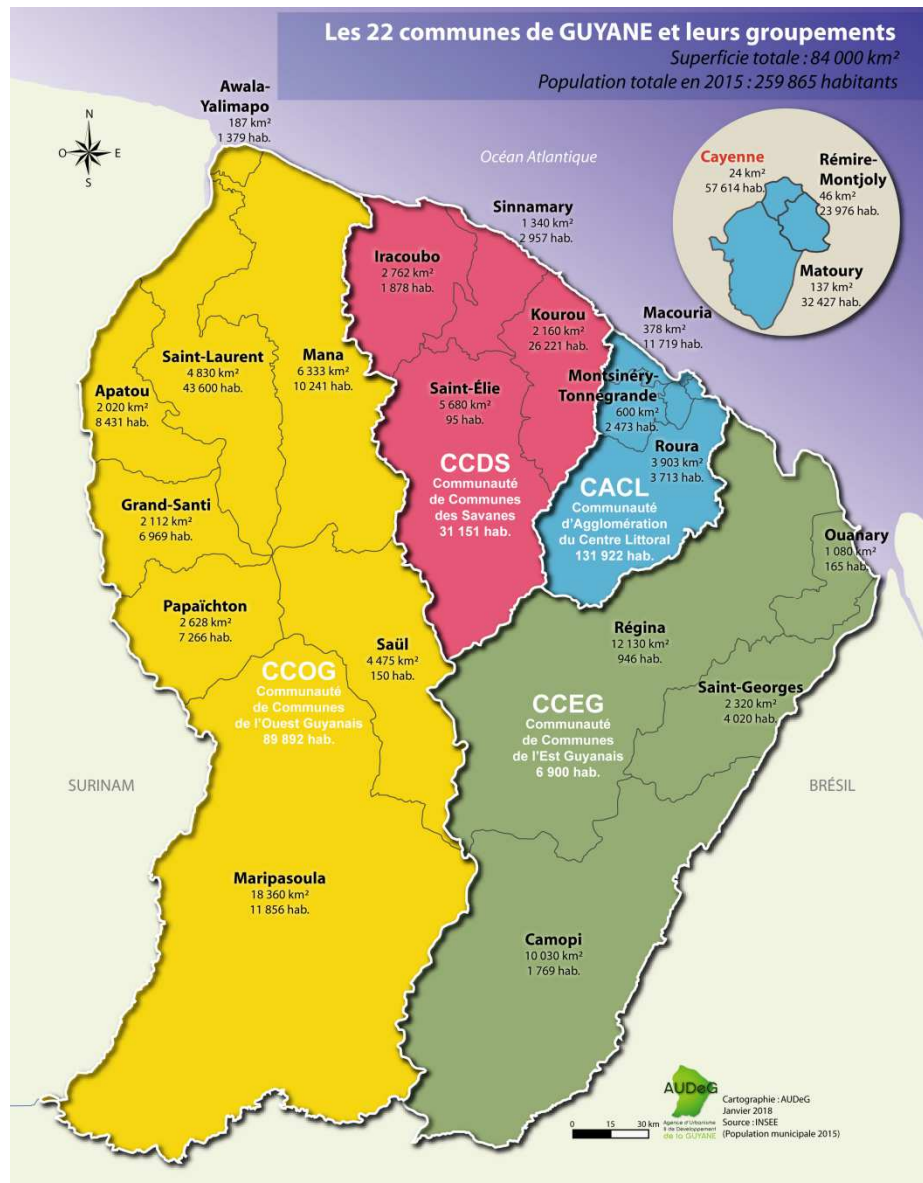 Les 22 communes de GUYANE et leurs groupements
Superficie totale : 84 000 km²
Population totale en 2015 : 259 865 habitants
Awala-
Yalimapo
187 km²
1 379 hab.
N
O
E
S
Océan Atlantique
Cayenne
24 km²
57 614 hab.
Rémire-
Montjoly
46 km²
23 976 hab.
Matoury
137 km²
32 427 hab.
Sinnamary
1 340 km²
2 957 hab.
Iracoubo
2 762 km²
1 878 hab.
Kourou
2 160 km²
26 221 hab.
Macouria
378 km²
11 719 hab.
Saint-Laurent
4 830 km²
43 600 hab.
Mana
6 333 km²
10 241 hab.
Apatou
2 020 km²
8 431 hab.
Saint-Élie
5 680 km²
95 hab.
Montsinéry-
Tonnégrande
600 km²
2 473 hab.
Roura
3 903 km²
3 713 hab.
CCDS
Communauté
de Communes
des Savanes
31 151 hab.
CACL
Communauté
d'Agglomération
du Centre Littoral
131 922 hab.
Grand-Santi
2 112 km²
6 969 hab.
Ouanary
1 080 km²
165 hab.
Papaïchton
2 628 km²
7 266 hab.
Saül
4 475 km²
150 hab.
Régina
12 130 km²
946 hab.
CCOG
Communauté
de Communes
de l'Ouest Guyanais
89 892 hab.
Saint-Georges
2 320 km²
4 020 hab.
CCEG
Communauté
de Communes
de l'Est Guyanais
6 900 hab.
SURINAM
BRÉSIL
Maripasoula
18 360 km²
11 856 hab.
Camopi
10 030 km²
1 769 hab.
AUDeG
Agence d'Urbanisme
& de Développement
de la GUYANE
Cartographie : AUDeG
Janvier 2018
Source : INSEE
(Population municipale 2015)
0 15 30 km